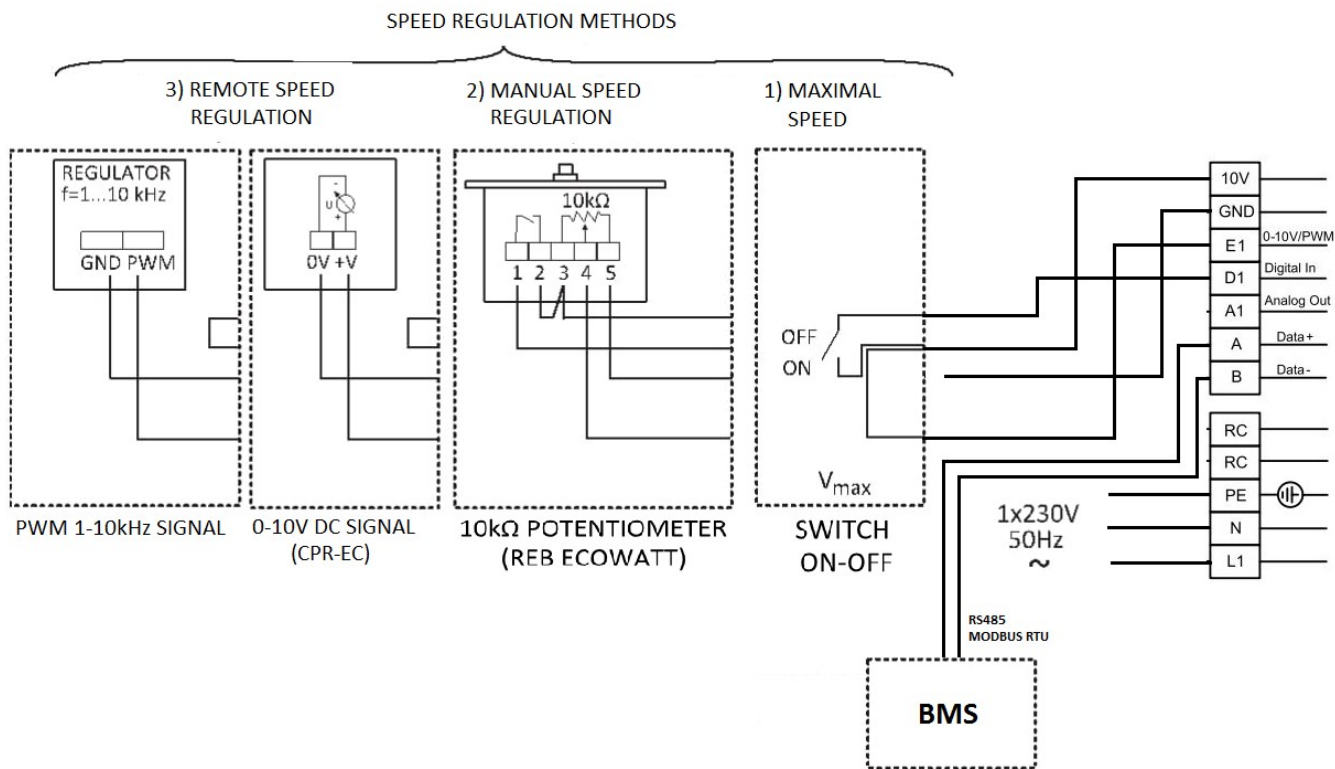 SPEED REGULATION METHODS
3) REMOTE SPEED
REGULATION
2) MANUAL SPEED
REGULATION
1) MAXIMAL
SPEED
REGULATOR
f=1...10 kHz
GND PWM
PWM 1-10kHz SIGNAL
-
U
+
0V +V
0-10V DC SIGNAL
(CPR-EC)
10kΩ
1 2 3 4 5
10kΩ POTENTIOMETER
(REB ECOWATT)
OFF
ON
Vmax
SWITCH
ON-OFF
10V
GND
E1 0-10V/PWM
D1 Digital In
A1 Analog Out
A Data+
B Data-
RC
RC
PE
N
L1
1x230V
50Hz
~
RS485
MODBUS RTU
BMS